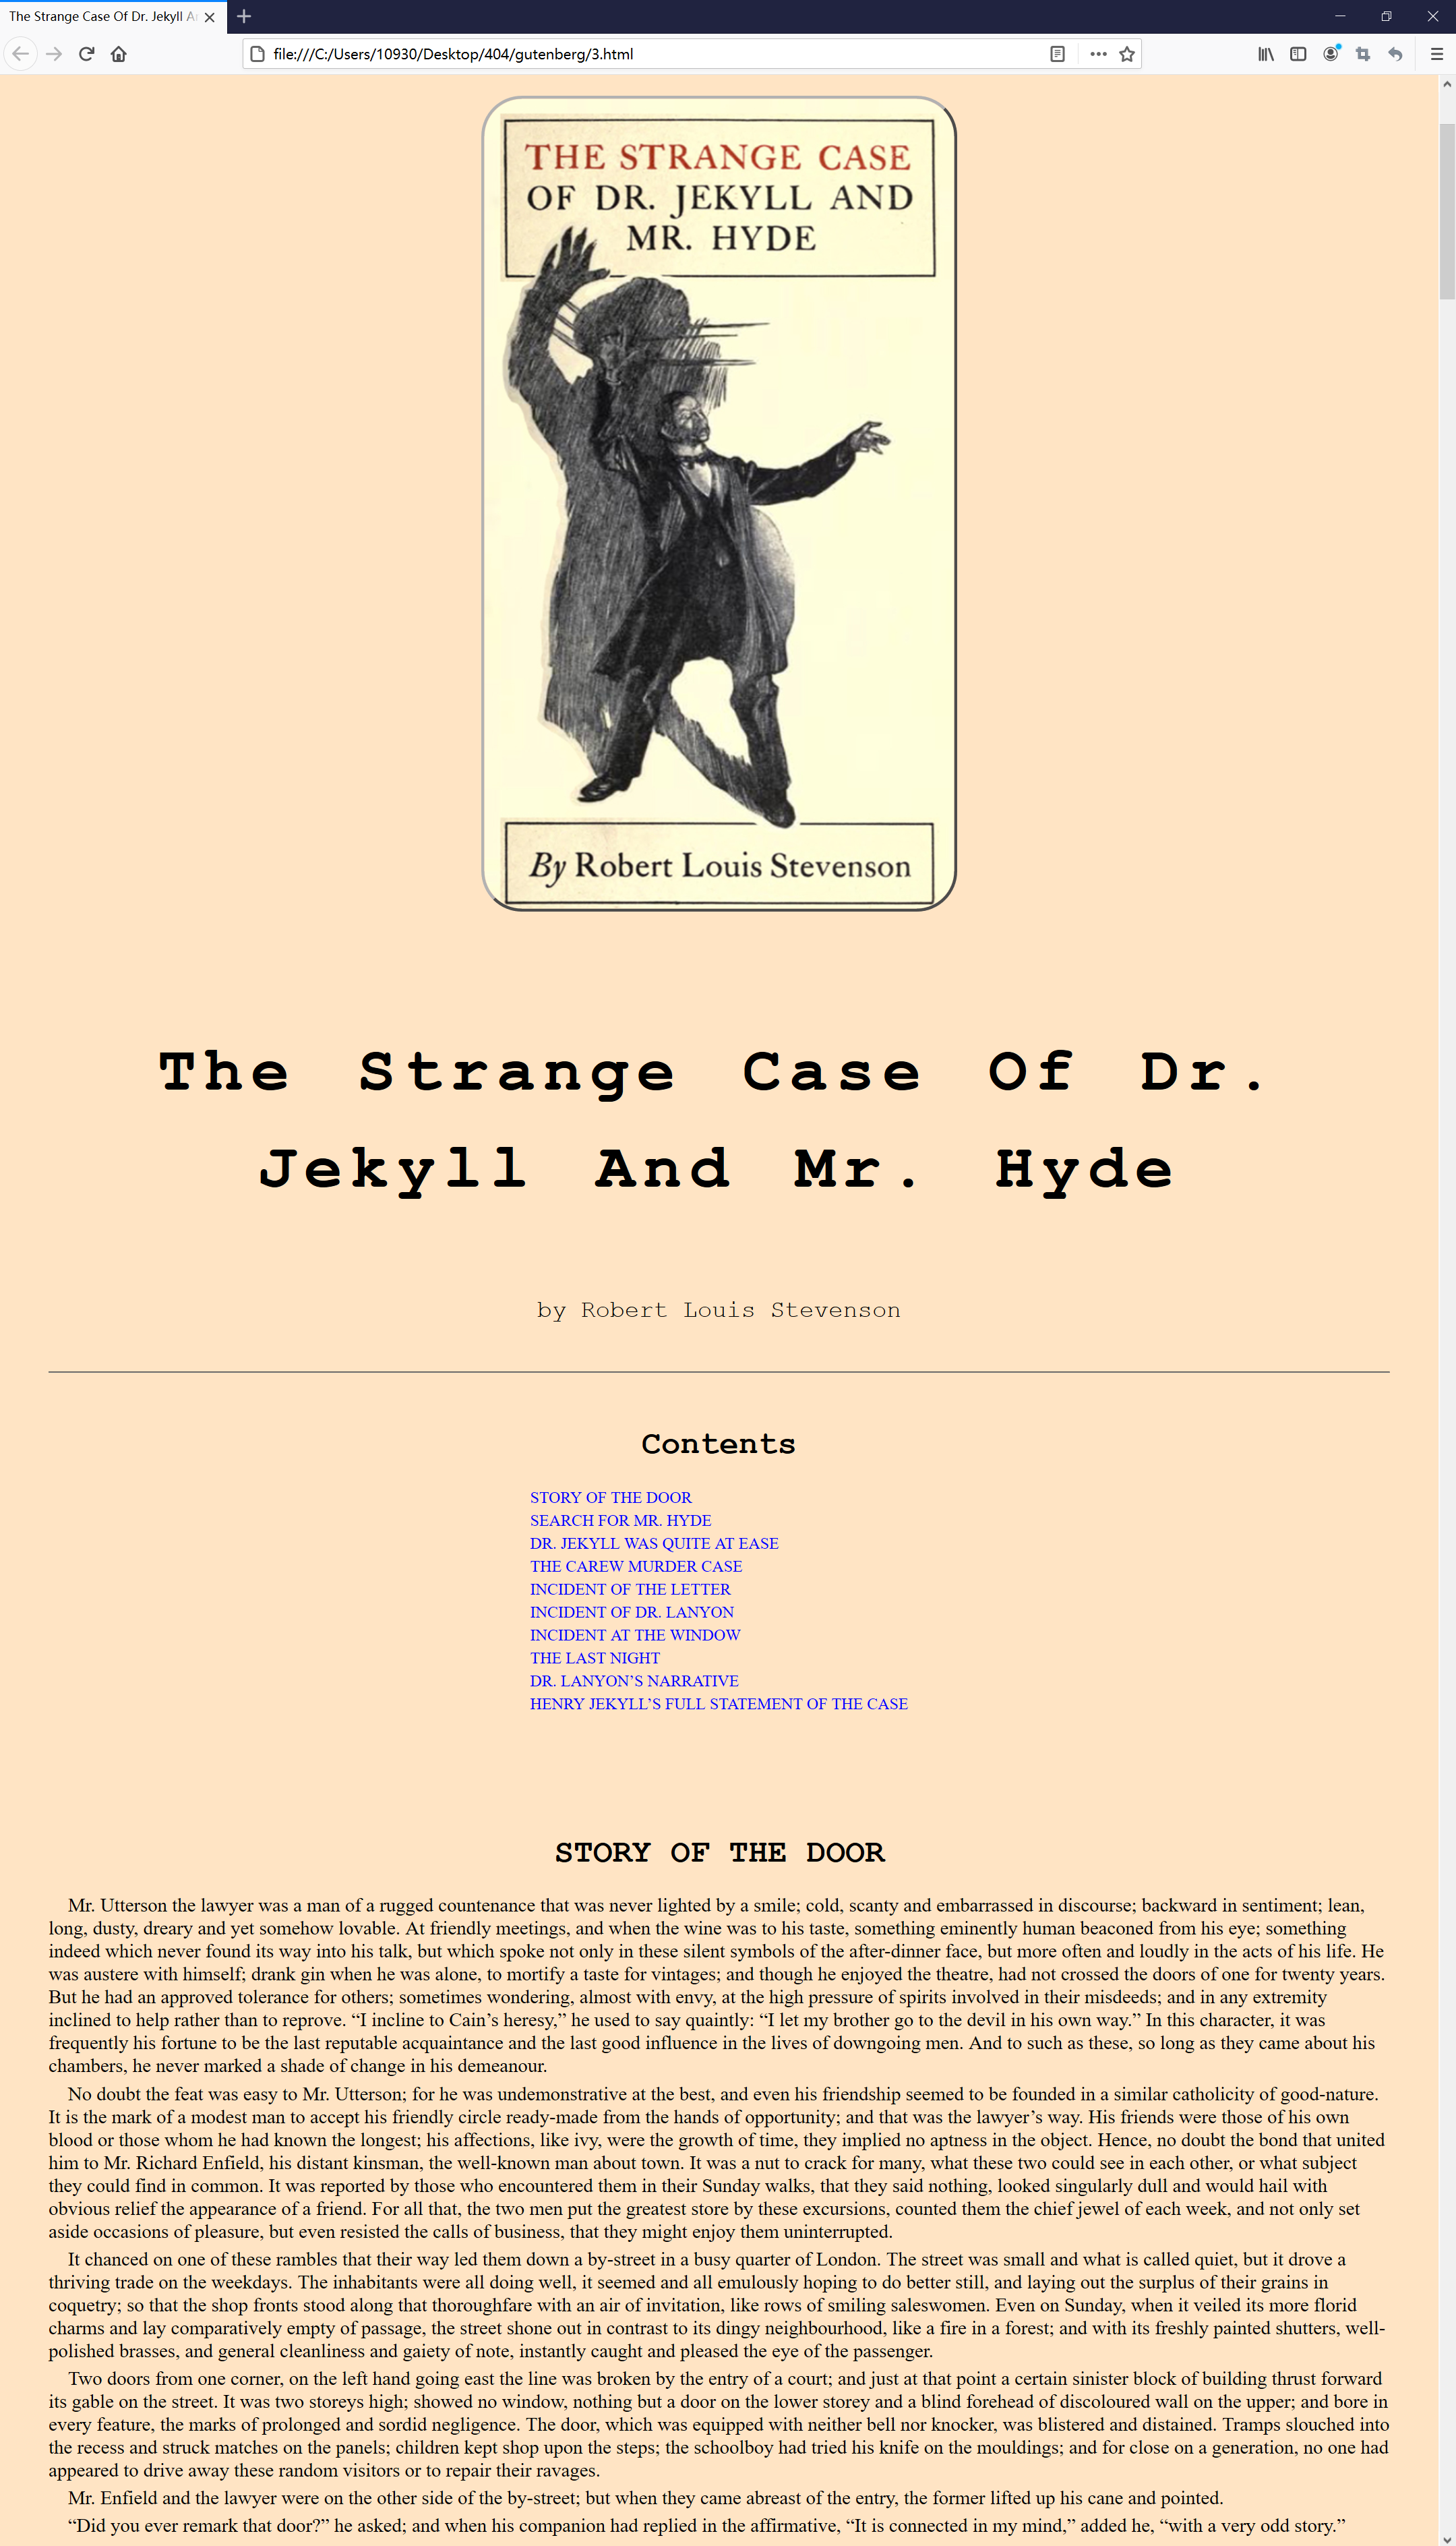 The Strange Case Of Dr. Jekyll A
file:///C:/Users/10930/Desktop/404/gutenberg/3.html
THE STRANGE CASE
OF DR. JEKYLL AND
MR. HYDE
By Robert Louis Stevenson
The Strange Case Of Dr.
Jekyll And Mr. Hyde
by Robert Louis Stevenson
Contents
STORY OF THE DOOR
SEARCH FOR MR. HYDE
DR. JEKYLL WAS QUITE AT EASE
THE CAREW MURDER CASE
INCIDENT OF THE LETTER
INCIDENT OF DR. LANYON
INCIDENT AT THE WINDOW
THE LAST NIGHT
DR. LANYON’S NARRATIVE
HENRY JEKYLL’S FULL STATEMENT OF THE CASE
STORY OF THE DOOR
Mr. Utterson the lawyer was a man of a rugged countenance that was never lighted by a smile; cold, scanty and embarrassed in discourse; backward in sentiment; lean,
long, dusty, dreary and yet somehow lovable. At friendly meetings, and when the wine was to his taste, something eminently human beaconed from his eye; something
indeed which never found its way into his talk, but which spoke not only in these silent symbols of the after-dinner face, but more often and loudly in the acts of his life. He
was austere with himself; drank gin when he was alone, to mortify a taste for vintages; and though he enjoyed the theatre, had not crossed the doors of one for twenty years.
But he had an approved tolerance for others; sometimes wondering, almost with envy, at the high pressure of spirits involved in their misdeeds; and in any extremity
inclined to help rather than to reprove. “I incline to Cain’s heresy,” he used to say quaintly: “I let my brother go to the devil in his own way.” In this character, it was
frequently his fortune to be the last reputable acquaintance and the last good influence in the lives of downgoing men. And to such as these, so long as they came about his
chambers, he never marked a shade of change in his demeanour.
No doubt the feat was easy to Mr. Utterson; for he was undemonstrative at the best, and even his friendship seemed to be founded in a similar catholicity of good-nature.
It is the mark of a modest man to accept his friendly circle ready-made from the hands of opportunity; and that was the lawyer’s way. His friends were those of his own
blood or those whom he had known the longest; his affections, like ivy, were the growth of time, they implied no aptness in the object. Hence, no doubt the bond that united
him to Mr. Richard Enfield, his distant kinsman, the well-known man about town. It was a nut to crack for many, what these two could see in each other, or what subject
they could find in common. It was reported by those who encountered them in their Sunday walks, that they said nothing, looked singularly dull and would hail with
obvious relief the appearance of a friend. For all that, the two men put the greatest store by these excursions, counted them the chief jewel of each week, and not only set
aside occasions of pleasure, but even resisted the calls of business, that they might enjoy them uninterrupted.
It chanced on one of these rambles that their way led them down a by-street in a busy quarter of London. The street was small and what is called quiet, but it drove a
thriving trade on the weekdays. The inhabitants were all doing well, it seemed and all emulously hoping to do better still, and laying out the surplus of their grains in
coquetry; so that the shop fronts stood along that thoroughfare with an air of invitation, like rows of smiling saleswomen. Even on Sunday, when it veiled its more florid
charms and lay comparatively empty of passage, the street shone out in contrast to its dingy neighbourhood, like a fire in a forest; and with its freshly painted shutters, well-
polished brasses, and general cleanliness and gaiety of note, instantly caught and pleased the eye of the passenger.
Two doors from one corner, on the left hand going east the line was broken by the entry of a court; and just at that point a certain sinister block of building thrust forward
its gable on the street. It was two storeys high; showed no window, nothing but a door on the lower storey and a blind forehead of discoloured wall on the upper; and bore in
every feature, the marks of prolonged and sordid negligence. The door, which was equipped with neither bell nor knocker, was blistered and distained. Tramps slouched into
the recess and struck matches on the panels; children kept shop upon the steps; the schoolboy had tried his knife on the mouldings; and for close on a generation, no one had
appeared to drive away these random visitors or to repair their ravages.
Mr. Enfield and the lawyer were on the other side of the by-street; but when they came abreast of the entry, the former lifted up his cane and pointed.
“Did you ever remark that door?” he asked; and when his companion had replied in the affirmative, “It is connected in my mind,” added he, “with a very odd story.”